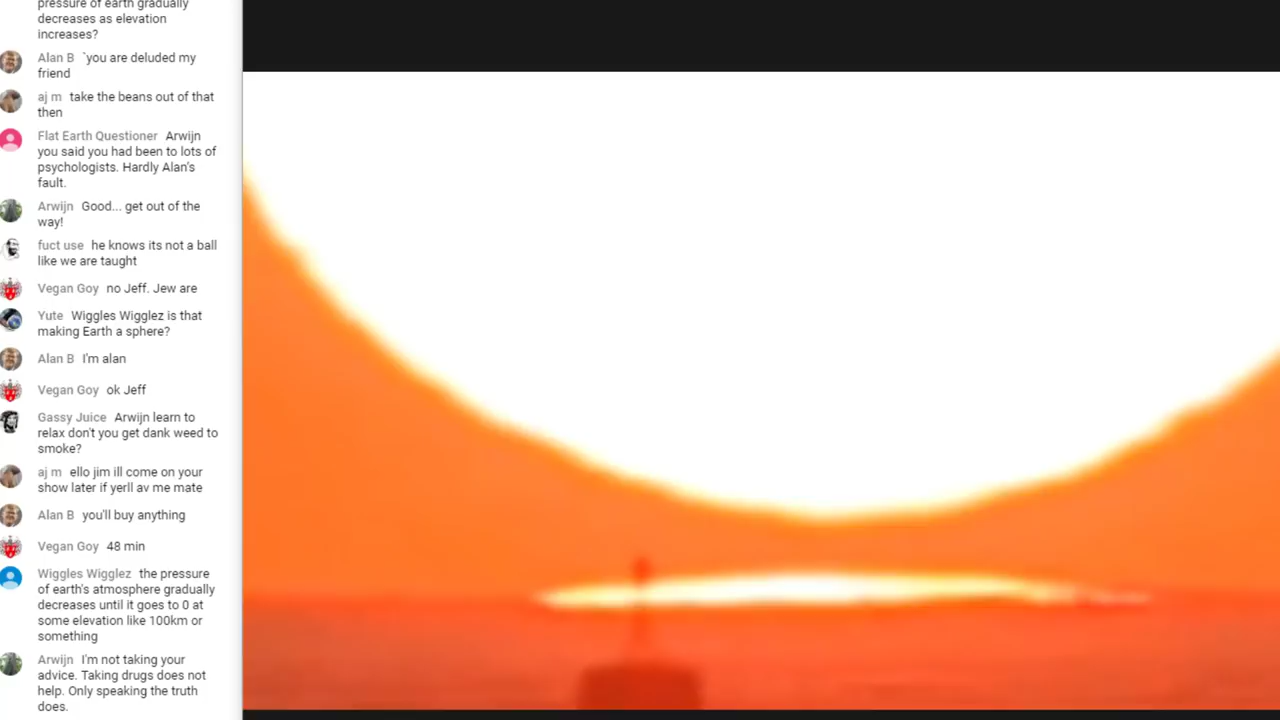 pressure of earth gradually
decreases as elevation
increases?
Alan B `you are deluded my
friend
aj m take the beans out of that
then
Flat Earth Questioner Arwijn
you said you had been to lots of
psychologists. Hardly Alan's
fault.
Arwijn Good... get out of the
way!
fuct use he knows its not a ball
like we are taught
Vegan Goy no Jeff. Jew are
Yute Wiggles Wigglez is that
making Earth a sphere?
Alan B I'm alan
Vegan Goy ok Jeff
Gassy Juice Arwijn learn to
relax don't you get dank weed to
smoke?
aj m ello jim ill come on your
show later if yerll av me mate
Alan B you'll buy anything
Vegan Goy 48 min
Wiggles Wigglez the pressure
of earth's atmosphere gradually
decreases until it goes to 0 at
some elevation like 100km or
something
Arwijn I'm not taking your
advice. Taking drugs does not
help. Only speaking the truth
does.